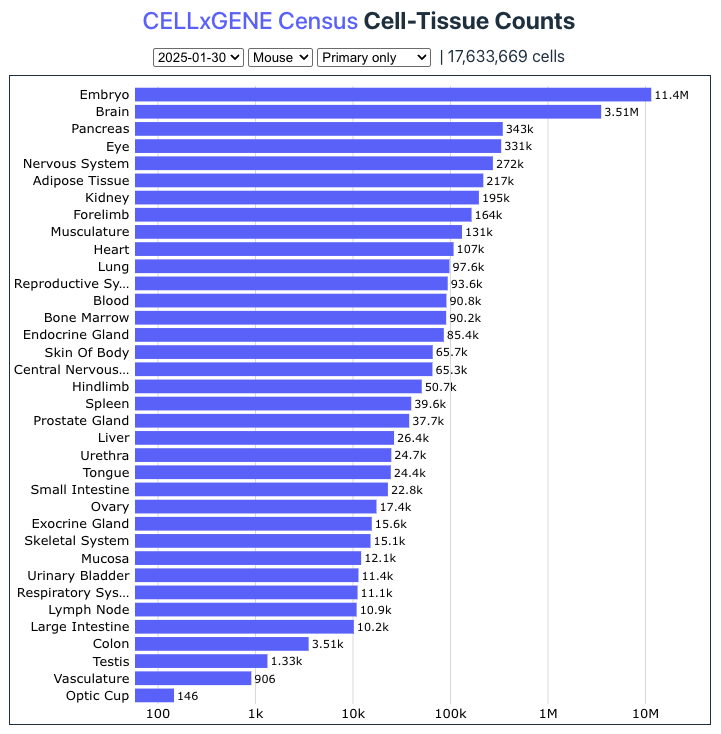 CELLxGENE Census Cell-Tissue Counts
2025-01-30 Mouse Primary only | 17,633,669 cells
Embryo 11.4M
Brain 3.51M
Pancreas 343k
Eye 331k
Nervous System 272k
Adipose Tissue 217k
Kidney 195k
Forelimb 164k
Musculature 131k
Heart 107k
Lung 97.6k
Reproductive Sy... 93.6k
Blood 90.8k
Bone Marrow 90.2k
Endocrine Gland 85.4k
Skin Of Body 65.7k
Central Nervous... 65.3k
Hindlimb 50.7k
Spleen 39.6k
Prostate Gland 37.7k
Liver 26.4k
Urethra 24.7k
Tongue 24.4k
Small Intestine 22.8k
Ovary 17.4k
Exocrine Gland 15.6k
Skeletal System 15.1k
Mucosa 12.1k
Urinary Bladder 11.4k
Respiratory Sys... 11.1k
Lymph Node 10.9k
Large Intestine 10.2k
Colon 3.51k
Testis 1.33k
Vasculature 906
Optic Cup 146
100 1k 10k 100k 1M 10M